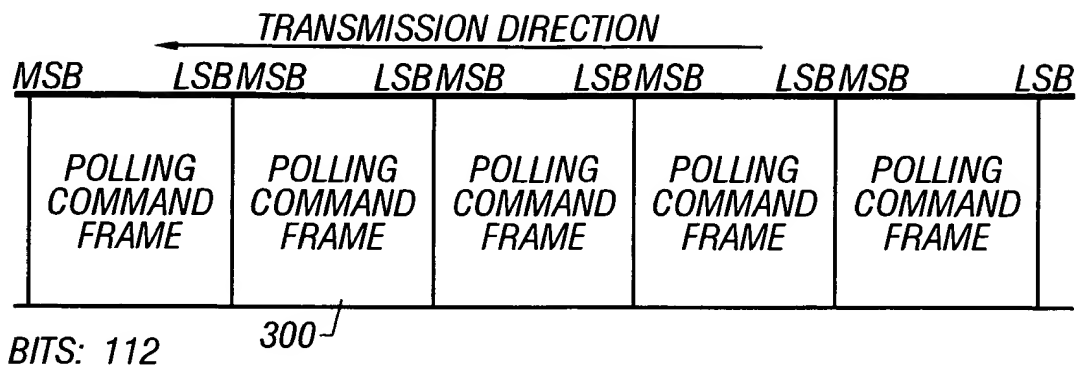 TRANSMISSION DIRECTION
MSB LSB MSB LSB MSB LSB MSB LSB MSB LSB
POLLING COMMAND FRAME
POLLING COMMAND FRAME
POLLING COMMAND FRAME
POLLING COMMAND FRAME
POLLING COMMAND FRAME
300
BITS: 112